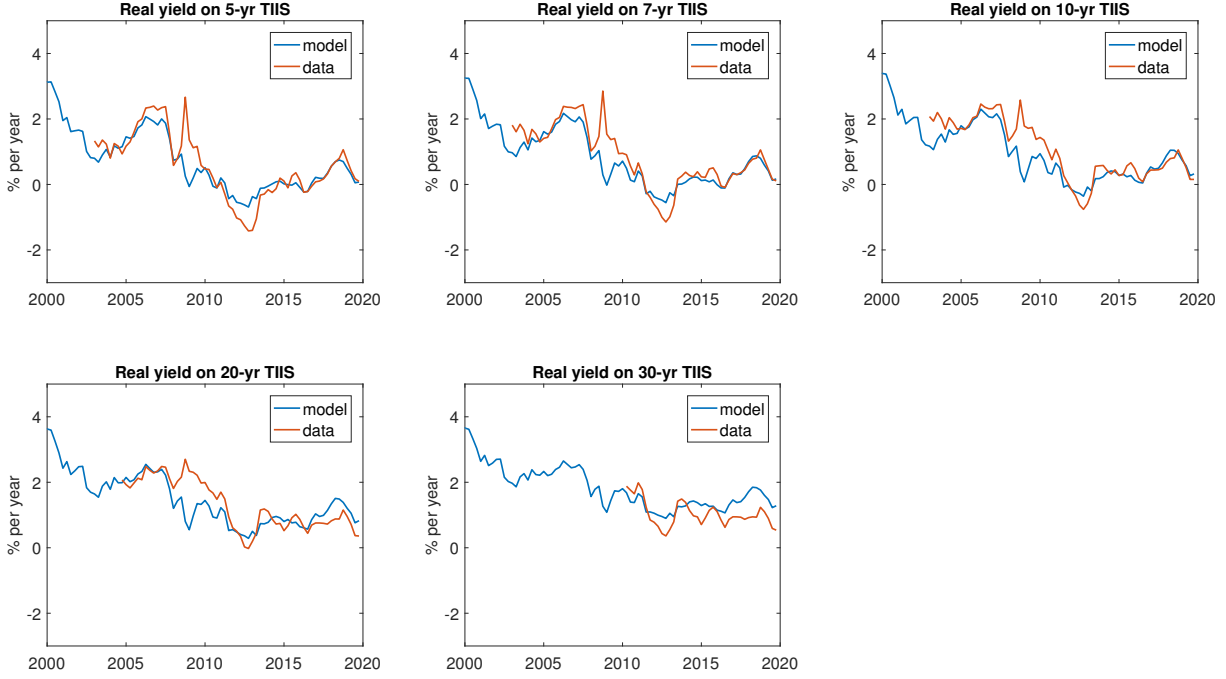 Real yield on 5-yr TIIS
Real yield on 7-yr TIIS
Real yield on 10-yr TIIS
model
data
model
data
model
data
% per year
% per year
% per year
4
2
0
-2
4
2
0
-2
4
2
0
-2
2000 2005 2010 2015 2020
2000 2005 2010 2015 2020
2000 2005 2010 2015 2020
Real yield on 20-yr TIIS
Real yield on 30-yr TIIS
model
data
model
data
% per year
% per year
4
2
0
-2
4
2
0
-2
2000 2005 2010 2015 2020
2000 2005 2010 2015 2020